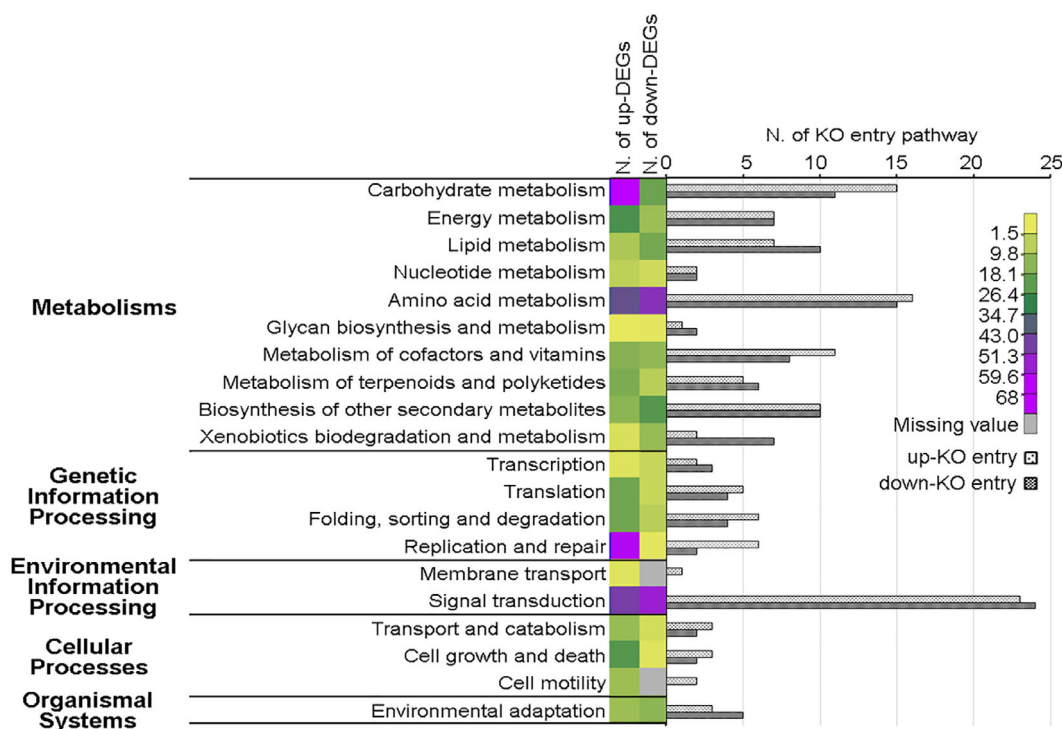 N. of up-DEGs
N. of down-DEGs
N. of KO entry pathway
0 5 10 15 20 25
Metabolisms
Carbohydrate metabolism
Energy metabolism
Lipid metabolism
Nucleotide metabolism
Amino acid metabolism
Glycan biosynthesis and metabolism
Metabolism of cofactors and vitamins
Metabolism of terpenoids and polyketides
Biosynthesis of other secondary metabolites
Xenobiotics biodegradation and metabolism
Genetic
Information
Processing
Transcription
Translation
Folding, sorting and degradation
Replication and repair
Environmental
Information
Processing
Membrane transport
Signal transduction
Cellular
Processes
Transport and catabolism
Cell growth and death
Cell motility
Organismal
Systems
Environmental adaptation
1.5
9.8
18.1
26.4
34.7
43.0
51.3
59.6
68
Missing value
up-KO entry
down-KO entry